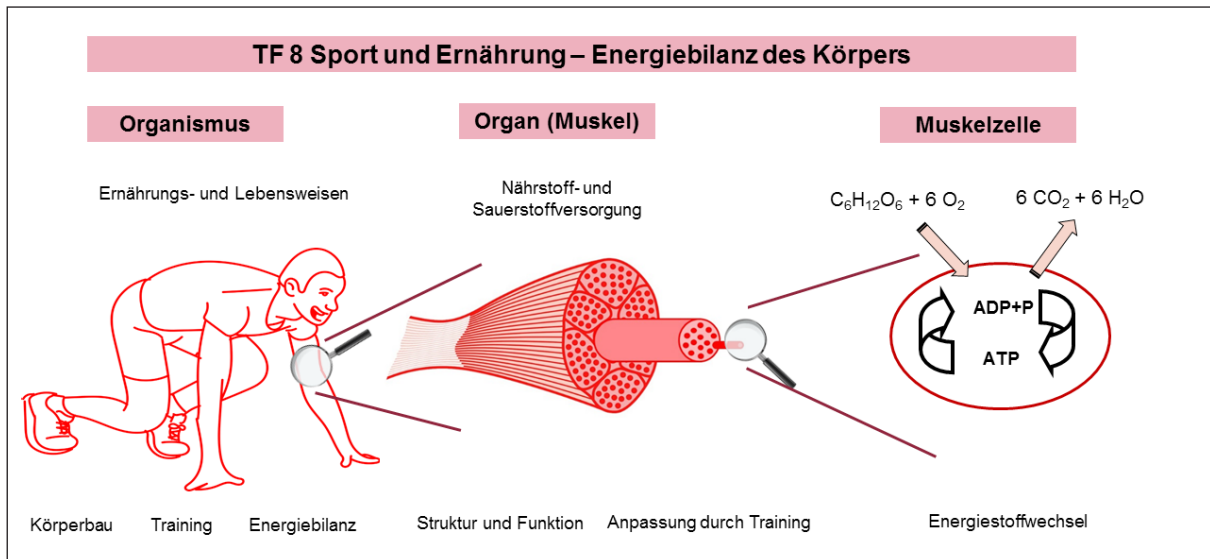 TF 8 Sport und Ernährung – Energiebilanz des Körpers
Organismus
Organ (Muskel)
Muskelzelle
Ernährungs- und Lebensweisen
Nährstoff- und
Sauerstoffversorgung
C₆H₁₂O₆ + 6 O₂
6 CO₂ + 6 H₂O
ADP+P
ATP
Körperbau
Training
Energiebilanz
Struktur und Funktion
Anpassung durch Training
Energiestoffwechsel